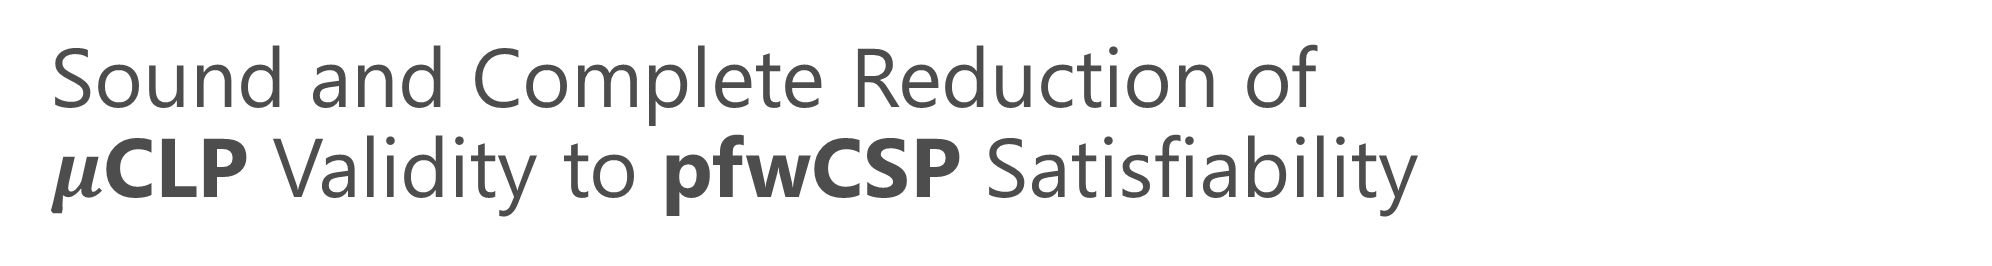 Sound and Complete Reduction of
μCLP Validity to pfwCSP Satisfiability